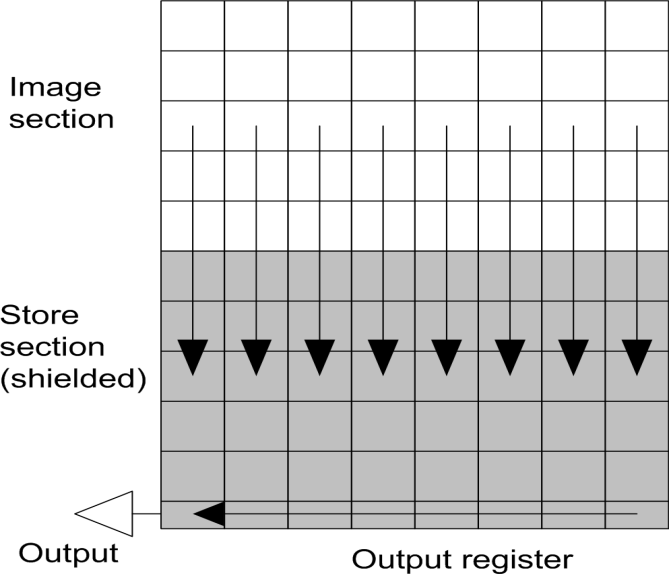 Image
section
Store
section
(shielded)
Output
Output register